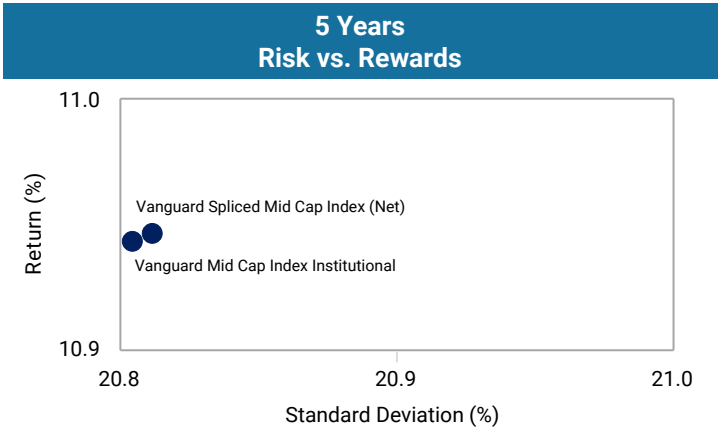 5 Years
Risk vs. Rewards
11.0
Return (%)
Vanguard Spliced Mid Cap Index (Net)
Vanguard Mid Cap Index Institutional
10.9
20.8
20.9
21.0
Standard Deviation (%)